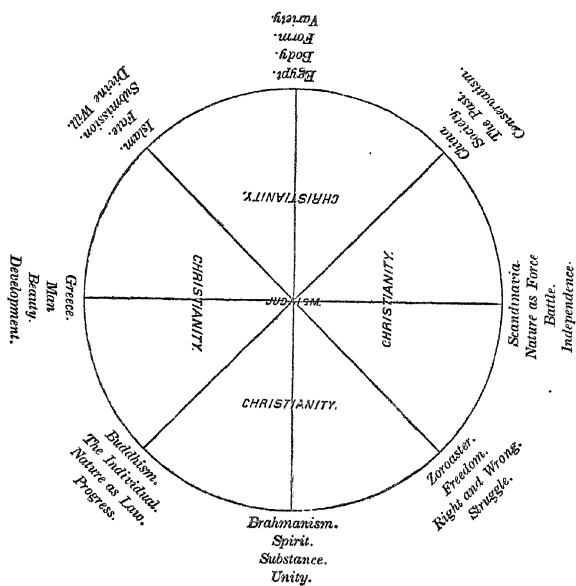 Egypt.
Body.
Form.
Variety.
China
Society.
The Past.
Conservatism.
Scandinavia.
Nature as Force
Battle.
Independence.
Zoroaster.
Freedom.
Right and Wrong.
Struggle.
Brahmanism.
Spirit.
Substance.
Unity.
Buddhism.
The Individual.
Nature as Law.
Progress.
Greece.
Man
Beauty.
Development.
Islam.
Fate.
Submission.
Divine Will.
CHRISTIANITY.
CHRISTIANITY.
CHRISTIANITY.
CHRISTIANITY.